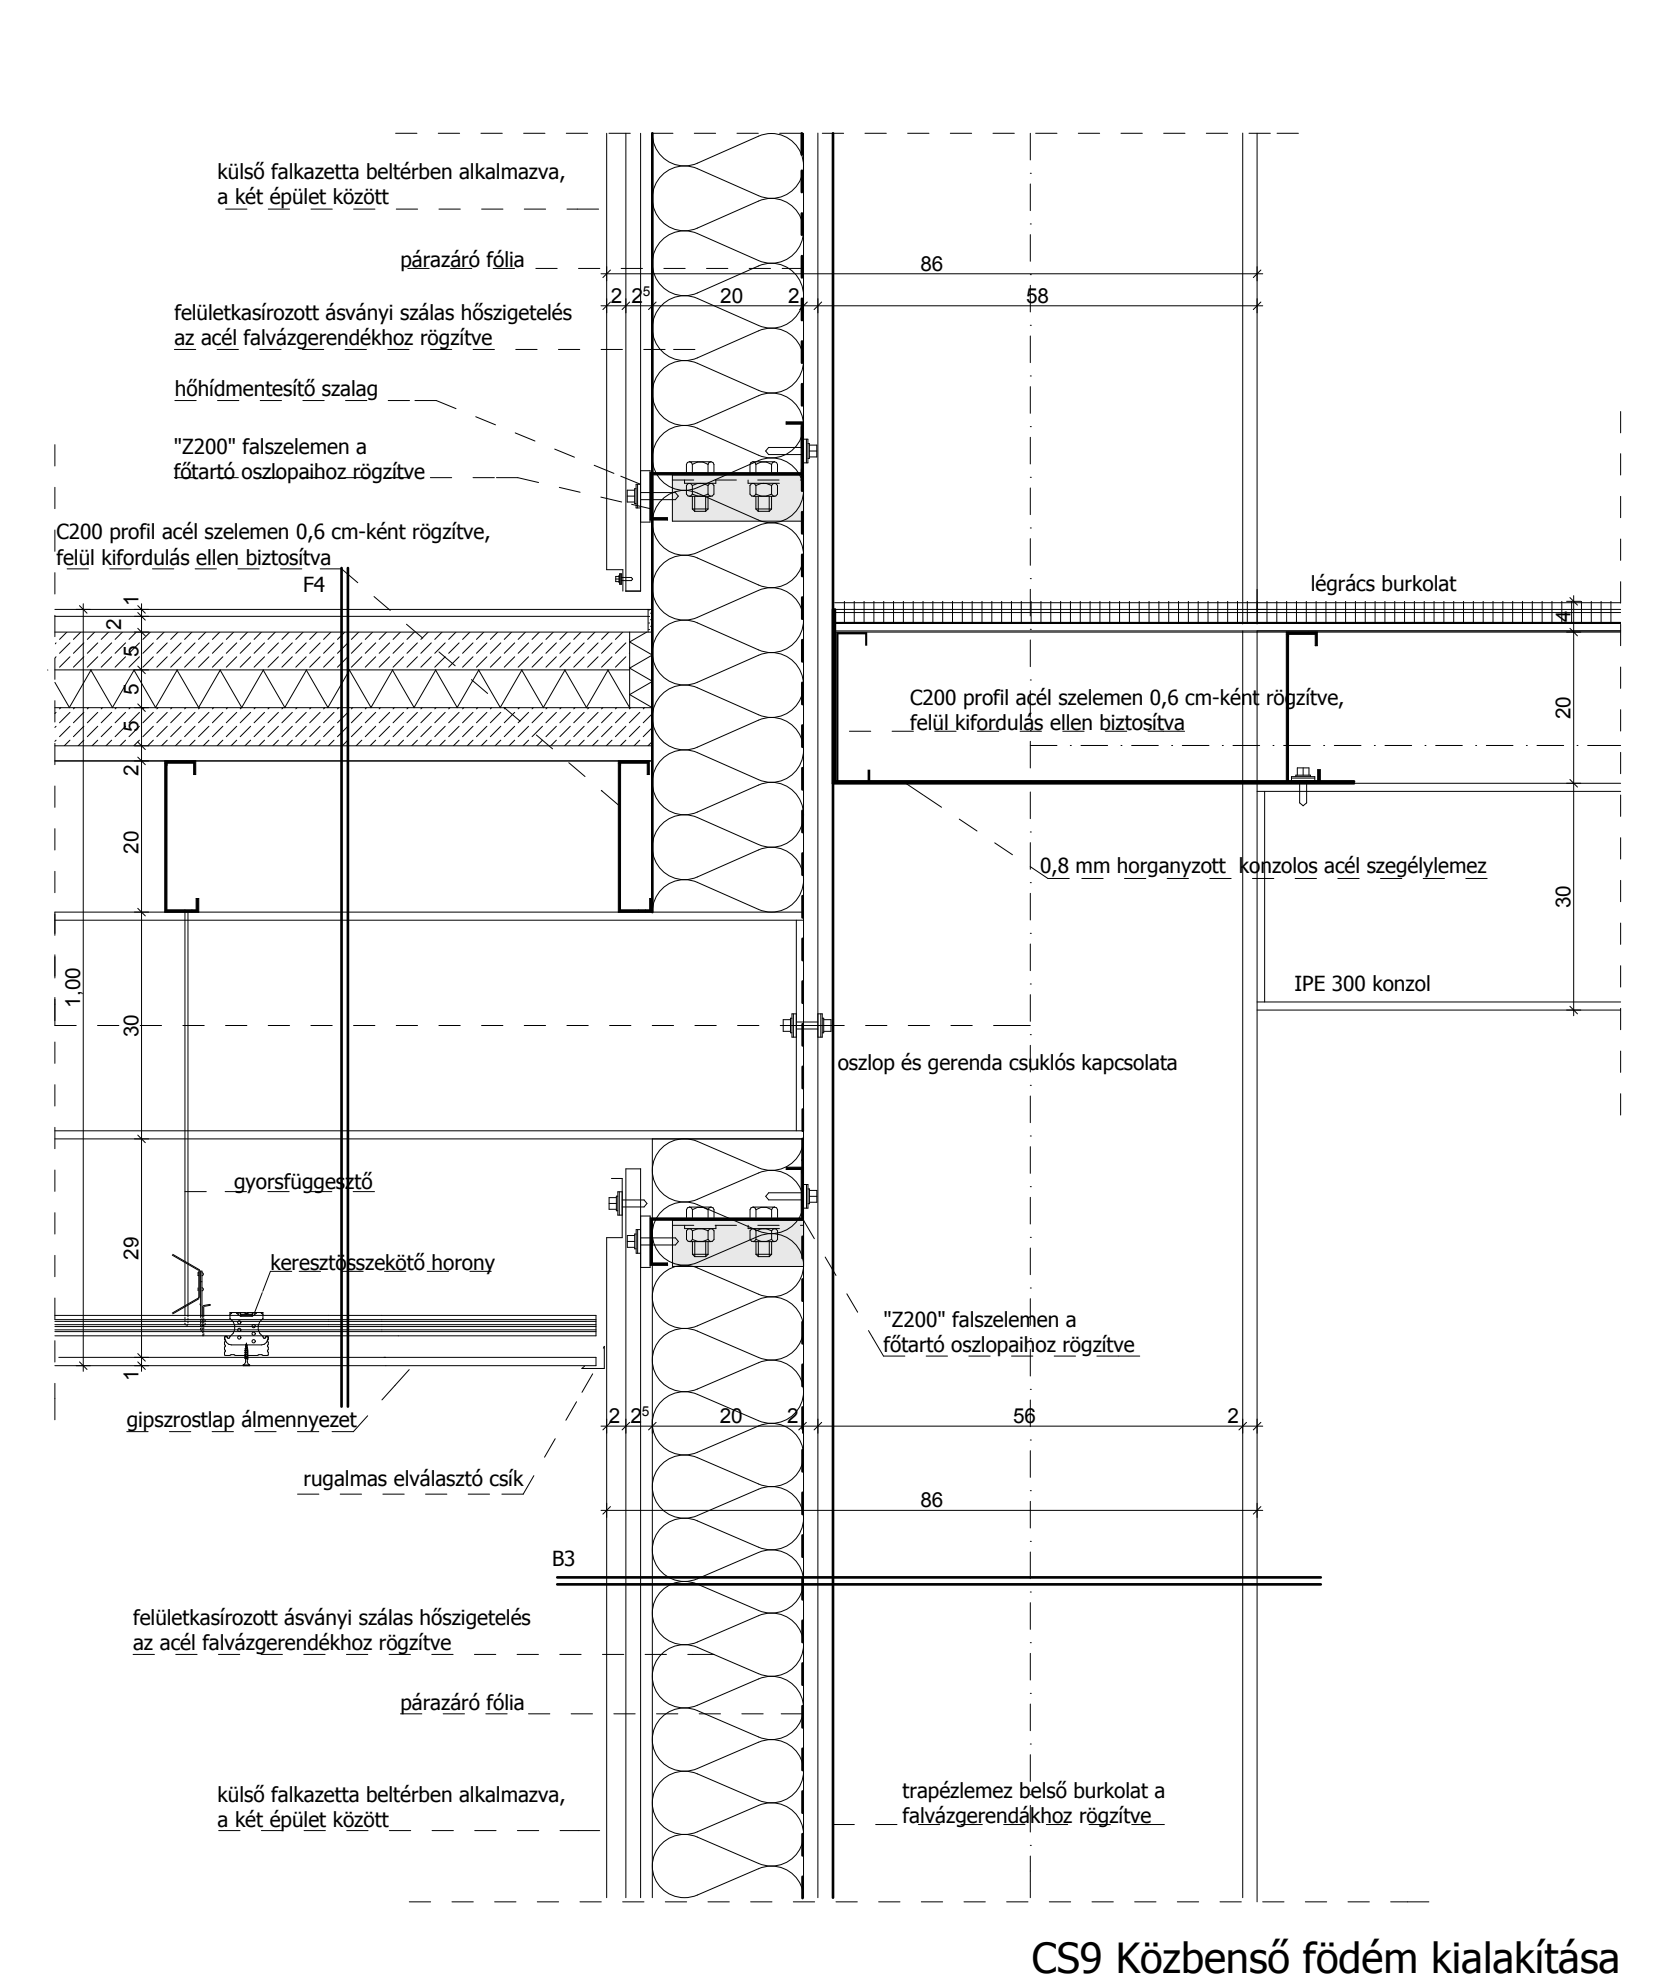 külső falkazetta beltérben alkalmazva,
a két épület között
párazáró fólia
86
2 2⁵ 20 2 58
felületkasírozott ásványi szálas hőszigetelés
az acél falvázgerendékhoz rögzítve
hőhídmentesítő szalag
"Z200" falszelemen a
főtartó oszlopaihoz rögzítve
C200 profil acél szelemen 0,6 cm-ként rögzítve,
felül kifordulás ellen biztosítva
F4
légrács burkolat
1
2
5
5
5
2
20
30
29
1
1,00
4
20
30
C200 profil acél szelemen 0,6 cm-ként rögzítve,
felül kifordulás ellen biztosítva
0,8 mm horganyzott konzolos acél szegélylemez
IPE 300 konzol
oszlop és gerenda csuklós kapcsolata
gyorsfüggesztő
keresztösszekötő horony
"Z200" falszelemen a
főtartó oszlopaihoz rögzítve
gipszrostlap álmennyezet
2 2⁵ 20 2 56 2
rugalmas elválasztó csík
86
B3
felületkasírozott ásványi szálas hőszigetelés
az acél falvázgerendékhoz rögzítve
párazáró fólia
külső falkazetta beltérben alkalmazva,
a két épület között
trapézlemez belső burkolat a
falvázgerendákhoz rögzítve
CS9 Közbenső födém kialakítása